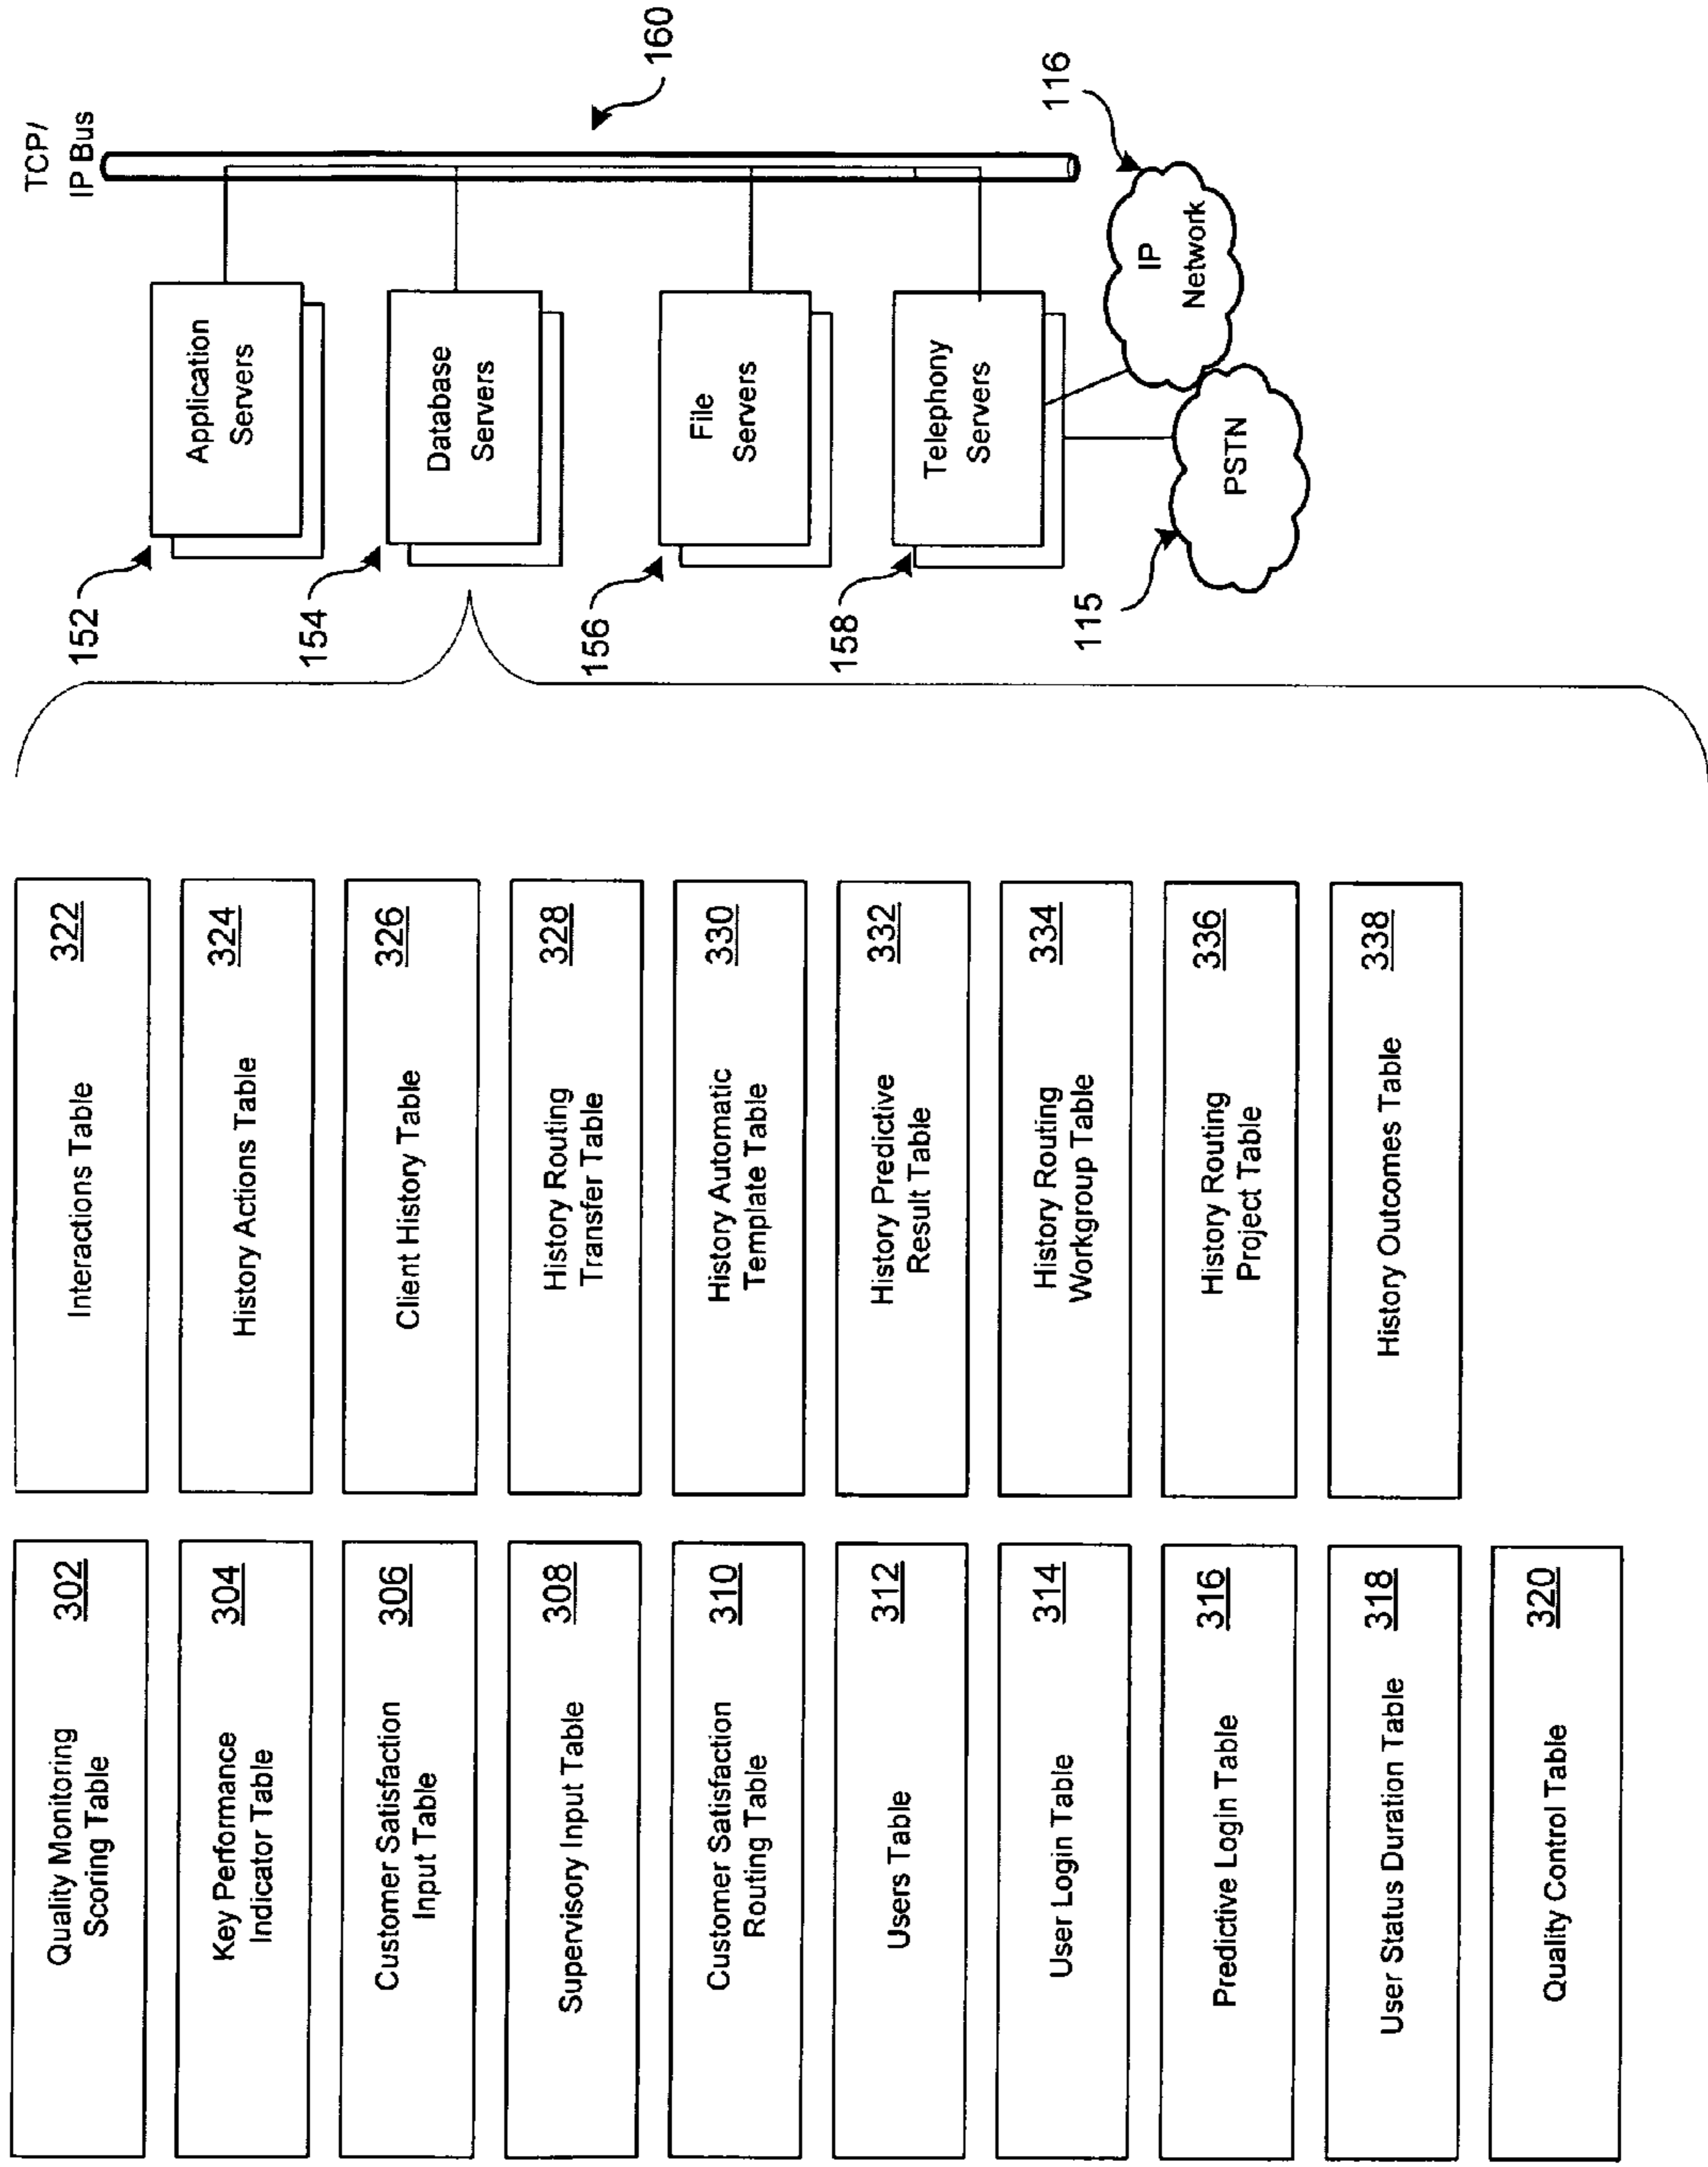 Quality Monitoring
Scoring Table
302
Key Performance
Indicator Table
304
Customer Satisfaction
Input Table
306
Supervisory Input Table
308
Customer Satisfaction
Routing Table
310
Users Table
312
User Login Table
314
Predictive Login Table
316
User Status Duration Table
318
Quality Control Table
320
Interactions Table
322
History Actions Table
324
Client History Table
326
History Routing
Transfer Table
328
History Automatic
Template Table
330
History Predictive
Result Table
332
History Routing
Workgroup Table
334
History Routing
Project Table
336
History Outcomes Table
338
152
Application
Servers
154
Database
Servers
156
File
Servers
158
Telephony
Servers
115
PSTN
IP
Network
116
TCP/
IP Bus
160